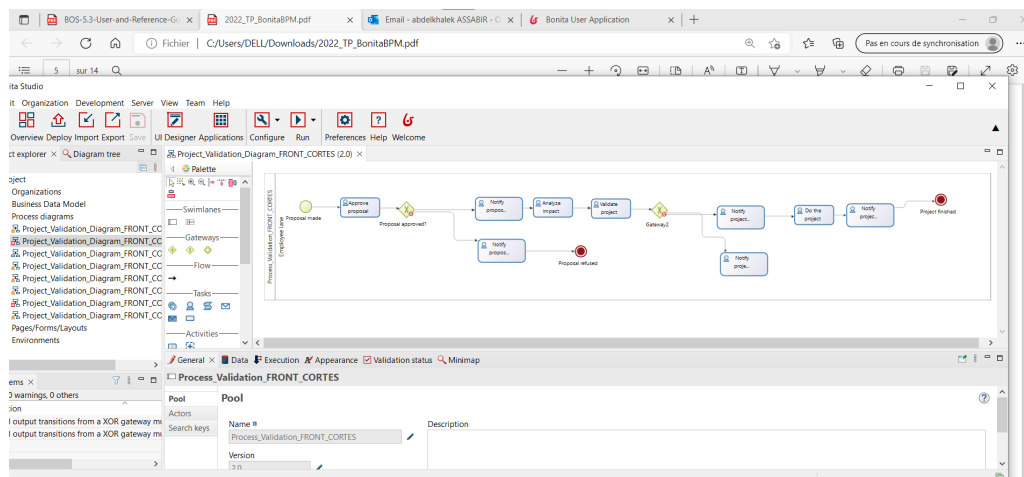 BOS-5.3-User-and-Reference-Gu
2022_TP_BonitaBPM.pdf
Email - abdelkhalek ASSABIR - O
Bonita User Application
Fichier | C:/Users/DELL/Downloads/2022_TP_BonitaBPM.pdf
Pas en cours de synchronisation
5 sur 14
ita Studio
it Organization Development Server View Team Help
Overview Deploy Import Export Save UI Designer Applications Configure Run Preferences Help Welcome
ct explorer
Diagram tree
Project_Validation_Diagram_FRONT_CORTES (2.0)
oject
Organizations
Business Data Model
Process diagrams
Project_Validation_Diagram_FRONT_CC
Project_Validation_Diagram_FRONT_CC
Project_Validation_Diagram_FRONT_CC
Project_Validation_Diagram_FRONT_CC
Project_Validation_Diagram_FRONT_CC
Project_Validation_Diagram_FRONT_CC
Project_Validation_Diagram_FRONT_CC
Project_Validation_Diagram_FRONT_CC
Pages/Forms/Layouts
Environments
Palette
Swimlanes
Gateways
Flow
Tasks
Activities
Process_Validation_FRONT_CORTES
Employee lane
Proposal made
Approve
proposal
Proposal approved?
Notify
propos...
Analyze
impact
Validate
project
Gateway2
Notify
project...
Do the
project
Notify
projec...
Project finished
Notify
propos...
Proposal refused
Notify
proje...
General Data Execution Appearance Validation status Minimap
Process_Validation_FRONT_CORTES
ems
0 warnings, 0 others
ion
l output transitions from a XOR gateway mu
l output transitions from a XOR gateway mu
Pool
Actors
Search keys
Pool
Name
Process_Validation_FRONT_CORTES
Description
Version
2.0